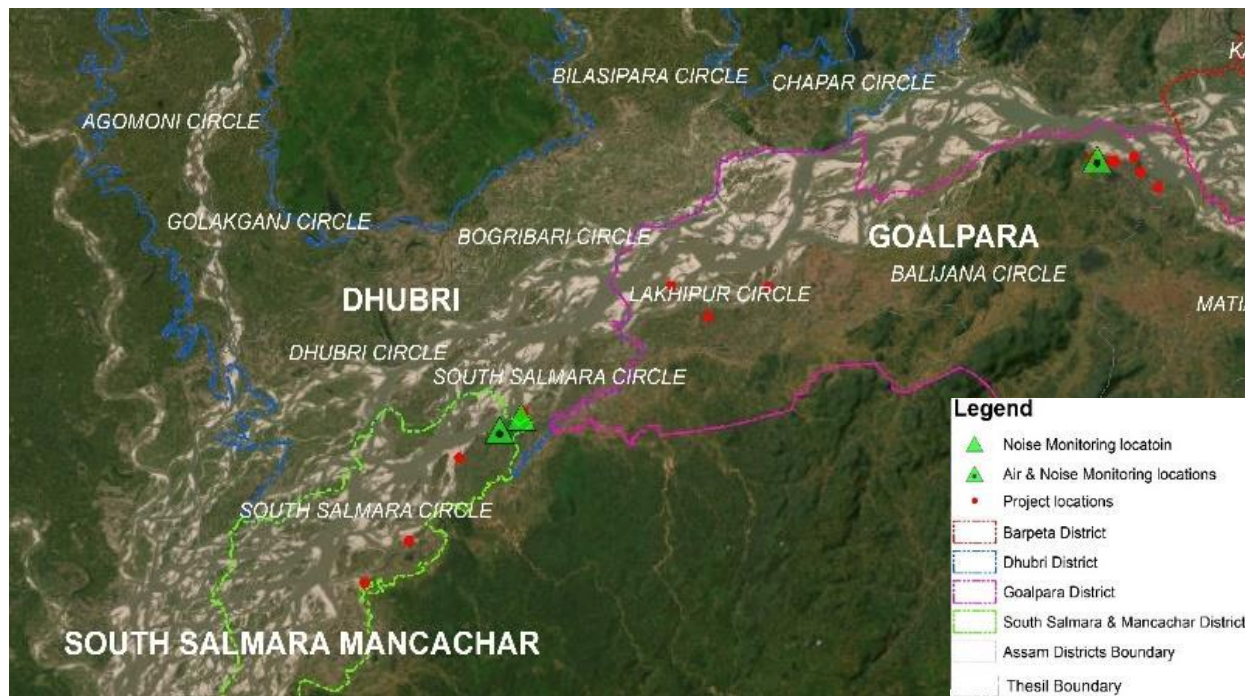 BILASIPARA CIRCLE
CHAPAR CIRCLE
AGOMONI CIRCLE
GOLAKGANJ CIRCLE
BOGRIBARI CIRCLE
GOALPARA
BALIJANA CIRCLE
DHUBRI
LAKHIPUR CIRCLE
DHUBRI CIRCLE
SOUTH SALMARA CIRCLE
SOUTH SALMARA CIRCLE
SOUTH SALMARA MANCACHAR
Legend
Noise Monitoring locatoin
Air & Noise Monitoring locations
Project locations
Barpeta District
Dhubri District
Goalpara District
South Salmara & Mancachar District
Assam Districts Boundary
Thesil Boundary